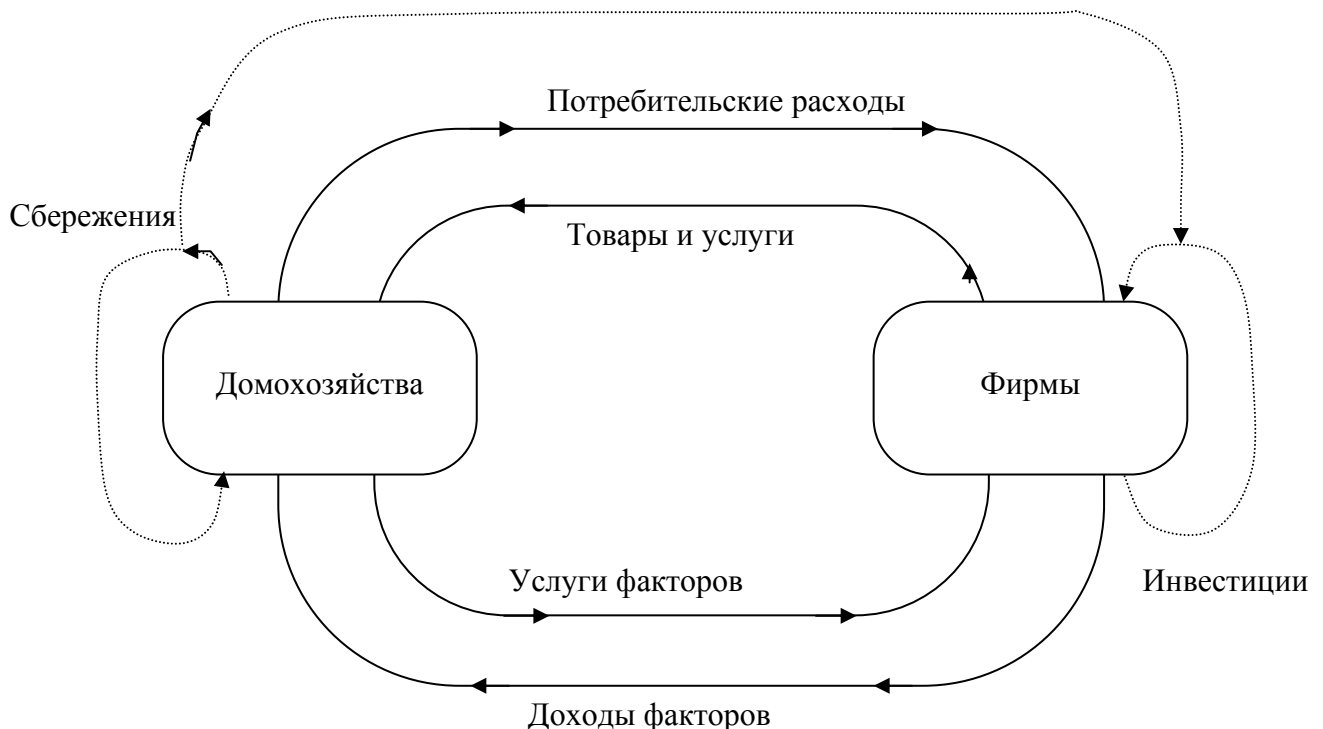 Потребительские расходы
Сбережения
Товары и услуги
Домохозяйства
Фирмы
Услуги факторов
Инвестиции
Доходы факторов